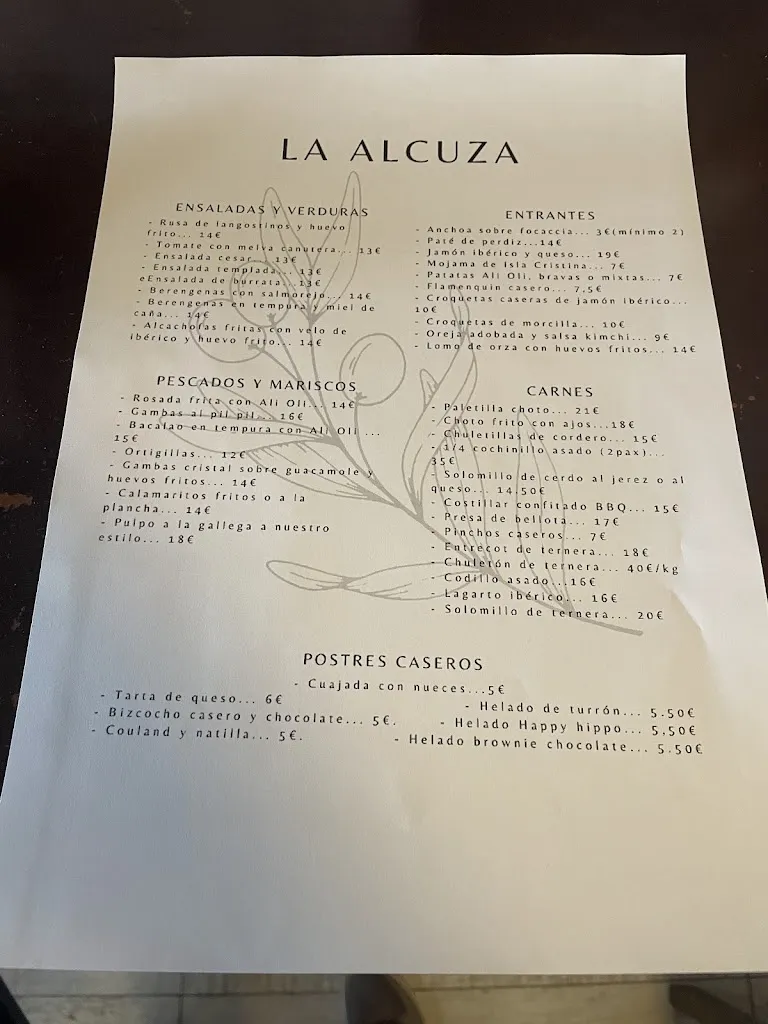 LA ALCUZA
ENSALADAS Y VERDURAS
- Rusa de langostinos y huevo
frito... 14€
- Tomate con melva canutera... 13€
- Ensalada cesar... 13€
- Ensalada templada... 13€
eEnsalada de burrata...13€
- Berengenas con salmorejo... 14€
- Berengenas en tempura y miel de
caña... 14€
- Alcachofas fritas con velo de
ibérico y huevo frito... 14€
ENTRANTES
- Anchoa sobre focaccia... 3€(mínimo 2)
- Paté de perdiz...14€
- Jamón ibérico y queso... 19€
- Mojama de Isla Cristina... 7€
- Patatas Ali Oli, bravas o mixtas... 7€
- Flamenquín casero... 7,5€
- Croquetas caseras de jamón ibérico...
10€
- Croquetas de morcilla... 10€
- Oreja adobada y salsa kimchi... 9€
- Lomo de orza con huevos fritos... 14€
PESCADOS Y MARISCOS
- Rosada frita con Ali Oli... 14€
- Gambas al pil pil... 16€
- Bacalao en tempura con Ali Oli ...
15€
- Ortigillas... 12€
- Gambas cristal sobre guacamole y
huevos fritos... 14€
- Calamaritos fritos o a la
plancha... 14€
- Pulpo a la gallega a nuestro
estilo... 18€
CARNES
- Paletilla choto... 21€
- Choto frito con ajos...18€
- Chuletillas de cordero... 15€
- 1/4 cochinillo asado (2pax)...
35€
- Solomillo de cerdo al jerez o al
queso... 14,50€
- Costillar confitado BBQ... 15€
- Presa de bellota... 17€
- Pinchos caseros... 7€
- Entrecot de ternera... 18€
- Chuletón de ternera... 40€/kg
- Codillo asado...16€
- Lagarto ibérico... 16€
- Solomillo de ternera... 20€
POSTRES CASEROS
- Cuajada con nueces...5€
- Tarta de queso... 6€
- Bizcocho casero y chocolate... 5€.
- Couland y natilla... 5€.
- Helado de turrón... 5.50€
- Helado Happy hippo... 5,50€
- Helado brownie chocolate... 5.50€